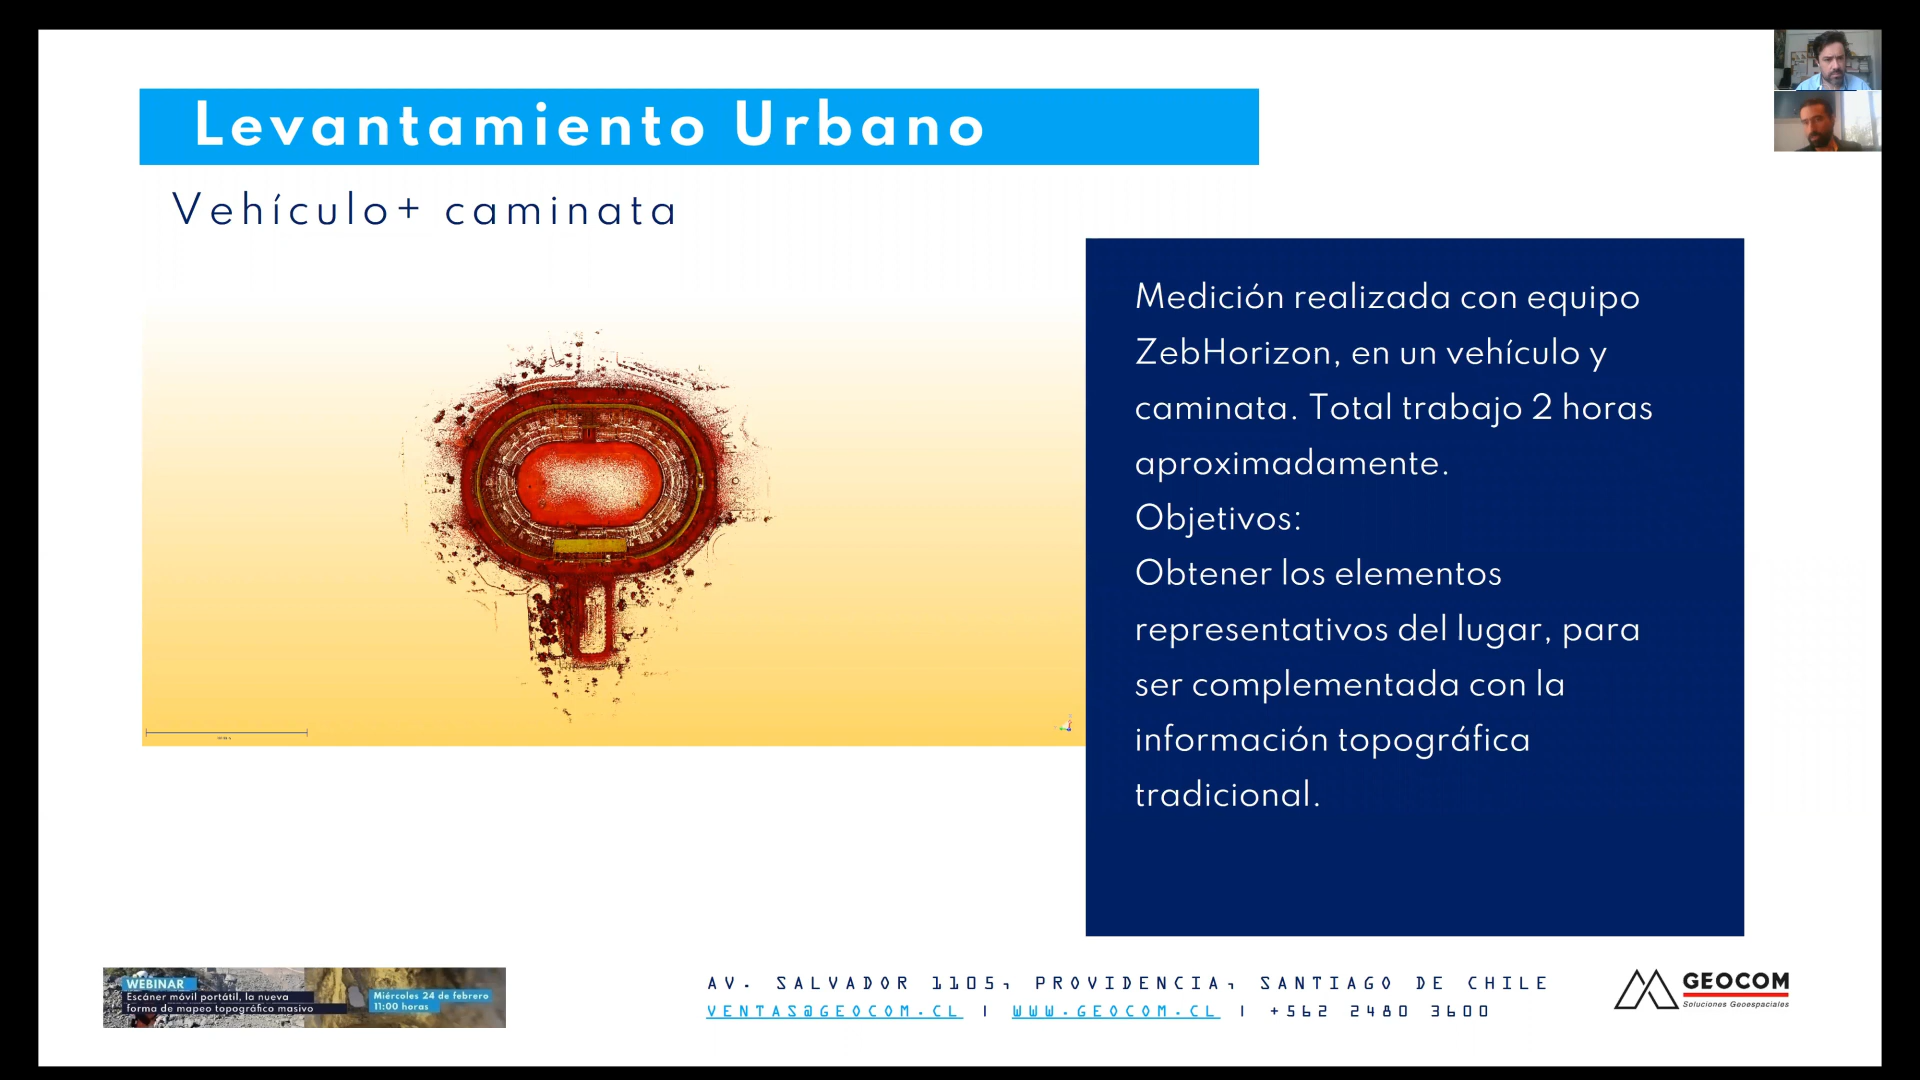 Levantamiento Urbano
Vehículo+ caminata
Medición realizada con equipo
ZebHorizon, en un vehículo y
caminata. Total trabajo 2 horas
aproximadamente.
Objetivos:
Obtener los elementos
representativos del lugar, para
ser complementada con la
información topográfica
tradicional.
WEBINAR
Escáner móvil portátil, la nueva
forma de mapeo topográfico masivo
Miércoles 24 de febrero
11:00 horas
AV. SALVADOR 1105, PROVIDENCIA, SANTIAGO DE CHILE
VENTAS@GEOCOM.CL | WWW.GEOCOM.CL | +562 2480 3600
GEOCOM
Soluciones Geoespaciales